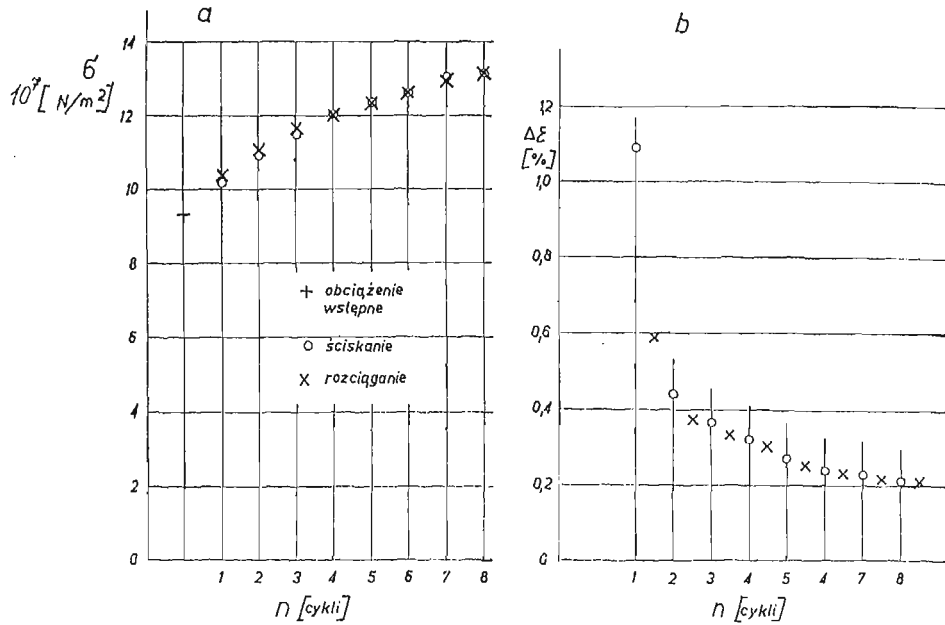 a
б
10⁷ [ N/m² ]
14
12
10
8
6
4
2
0
+ obciążenie
wstępne
o ściskanie
x rozciąganie
1 2 3 4 5 6 7 8
n [cykli]
b
Δε
[%]
1,2
1,0
0,8
0,6
0,4
0,2
0
1 2 3 4 5 4 7 8
n [cykli]